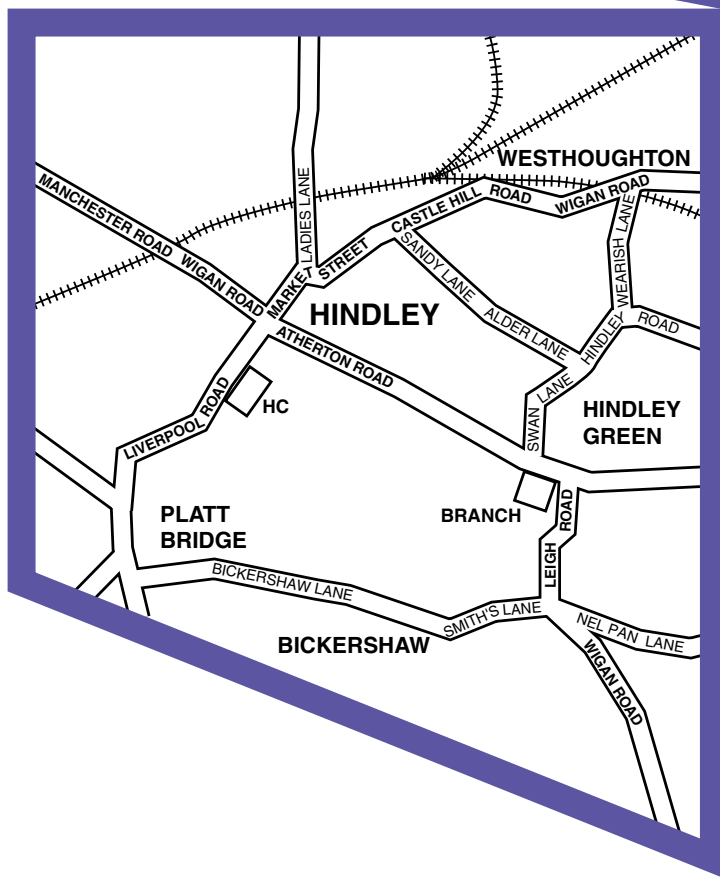 WESTHOUGHTON
MANCHESTER ROAD
WIGAN ROAD
LADIES LANE
MARKET STREET
CASTLE HILL ROAD
WIGAN ROAD
WEARISH LANE
SANDY LANE
ALDER LANE
HINDLEY ROAD
HINDLEY
ATHERTON ROAD
LIVERPOOL ROAD
HC
SWAN LANE
HINDLEY
GREEN
BRANCH
PLATT
BRIDGE
LEIGH ROAD
BICKERSHAW LANE
SMITH'S LANE
NEL PAN LANE
BICKERSHAW
WIGAN ROAD